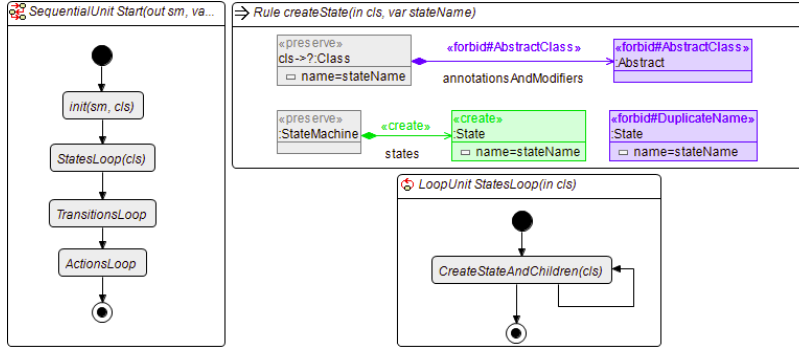 SequentialUnit Start(out sm, va...
init(sm, cls)
StatesLoop(cls)
TransitionsLoop
ActionsLoop
Rule createState(in cls, var stateName)
«preserve»
cls->?:Class
name=stateName
«forbid#AbstractClass»
annotationsAndModifiers
«forbid#AbstractClass»
:Abstract
«preserve»
:StateMachine
«create»
states
«create»
:State
name=stateName
«forbid#DuplicateName»
:State
name=stateName
LoopUnit StatesLoop(in cls)
CreateStateAndChildren(cls)